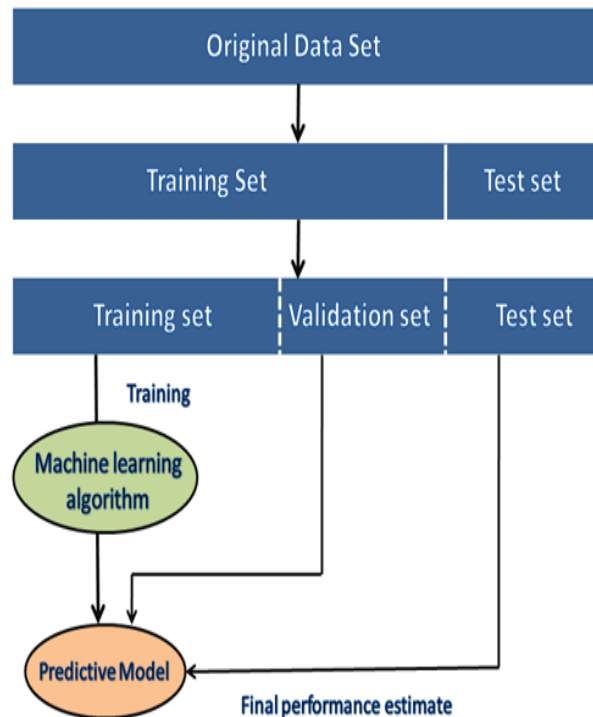 Original Data Set
Training Set Test set
Training set Validation set Test set
Training
Machine learning
algorithm
Predictive Model
Final performance estimate